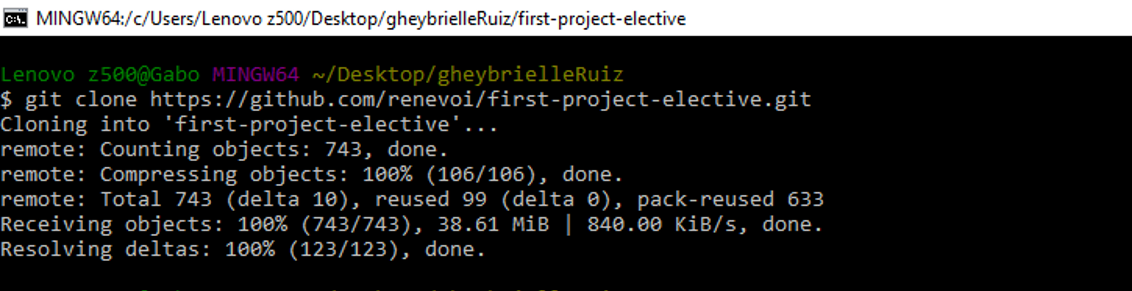 MINGW64:/c/Users/Lenovo z500/Desktop/gheybrielleRuiz/first-project-elective
Lenovo z500@Gabo MINGW64 ~/Desktop/gheybrielleRuiz
$ git clone https://github.com/renevoi/first-project-elective.git
Cloning into 'first-project-elective'...
remote: Counting objects: 743, done.
remote: Compressing objects: 100% (106/106), done.
remote: Total 743 (delta 10), reused 99 (delta 0), pack-reused 633
Receiving objects: 100% (743/743), 38.61 MiB | 840.00 KiB/s, done.
Resolving deltas: 100% (123/123), done.